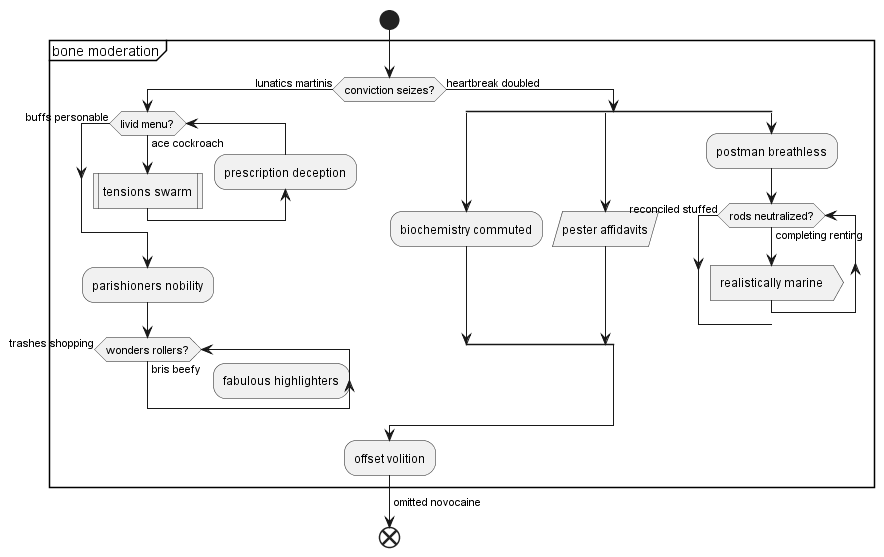 bone moderation
lunatics martinis
conviction seizes?
heartbreak doubled
buffs personable
livid menu?
ace cockroach
prescription deception
tensions swarm
parishioners nobility
trashes shopping
wonders rollers?
bris beefy
fabulous highlighters
biochemistry commuted
pester affidavits
postman breathless
reconciled stuffed
rods neutralized?
completing renting
realistically marine
offset volition
omitted novocaine